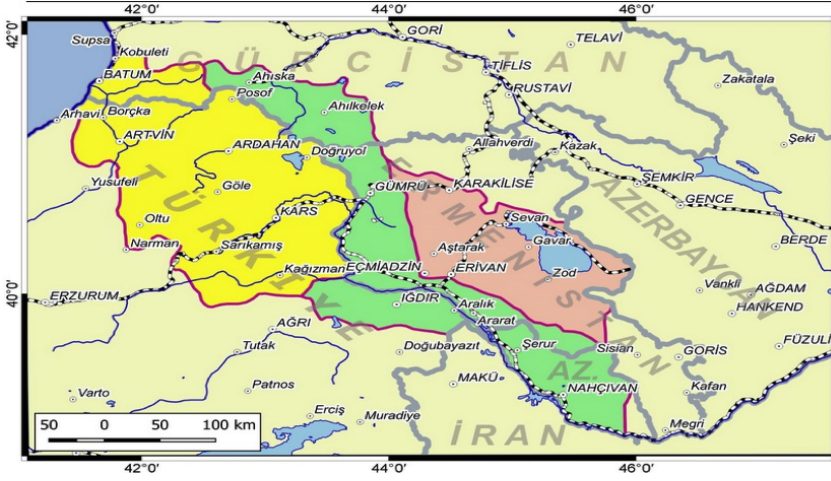 42°0' 44°0' 46°0'
42°0'
40°0'
GÜRCİSTAN
TÜRKİYE
ERMENİSTAN
AZERBAYCAN
AZ.
İRAN
Supsa
Kobuleti
BATUM
Arhavi
Borçka
ARTVİN
Yusufeli
Oltu
Narman
ERZURUM
Ahıska
Posof
Ahılkelek
ARDAHAN
Doğruyol
Göle
KARS
Sarıkamış
Kağızman
GORİ
TELAVİ
TİFLİS
RUSTAVİ
Zakatala
Şeki
Allahverdi
Kazak
GÜMRÜ
KARAKİLİSE
ŞEMKİR
GENCE
BERDE
Sevan
Gavar
Aştarak
EÇMİADZİN
ERİVAN
Zod
Vankli
AĞDAM
HANKEND
FÜZULİ
IĞDIR
Aralık
Ararat
Şerur
Sisian
GORİS
AĞRI
Tutak
Doğubayazıt
MAKÜ
NAHÇIVAN
Kafan
Megri
Varto
Patnos
Erciş
Muradiye
50 0 50 100 km
42°0' 44°0' 46°0'